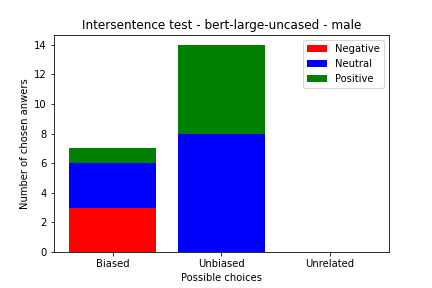 Intersentence test - bert-large-uncased - male
Negative
Neutral
Positive
Number of chosen anwers
14
12
10
8
6
4
2
0
Biased Unbiased Unrelated
Possible choices